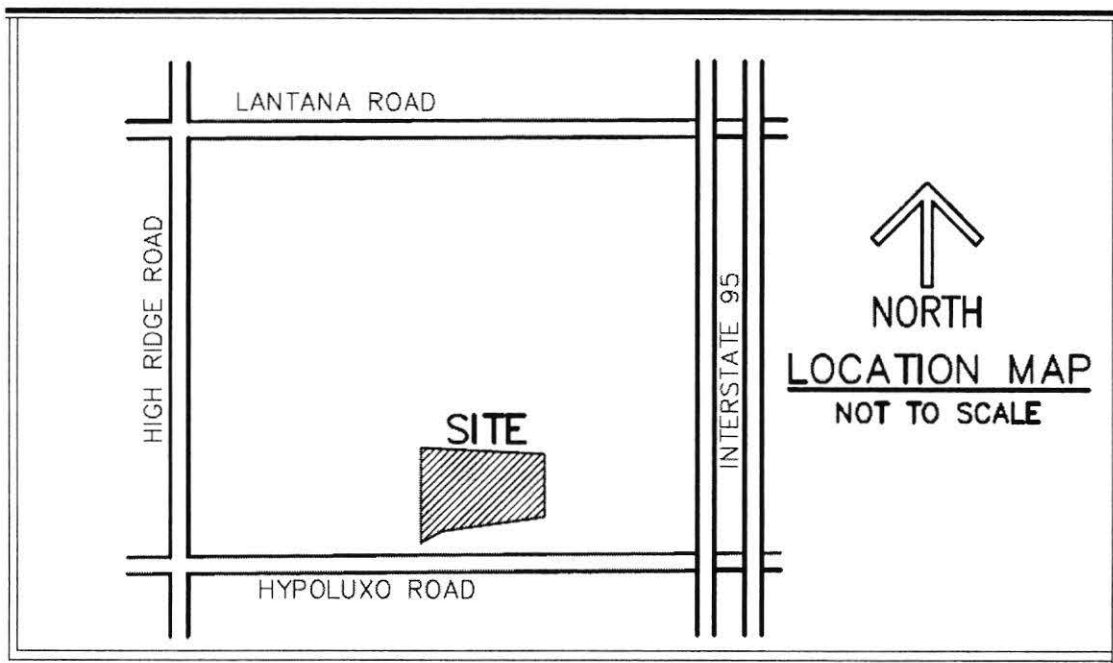 LANTANA ROAD
HIGH RIDGE ROAD
INTERSTATE 95
NORTH
LOCATION MAP
NOT TO SCALE
SITE
HYPOLUXO ROAD